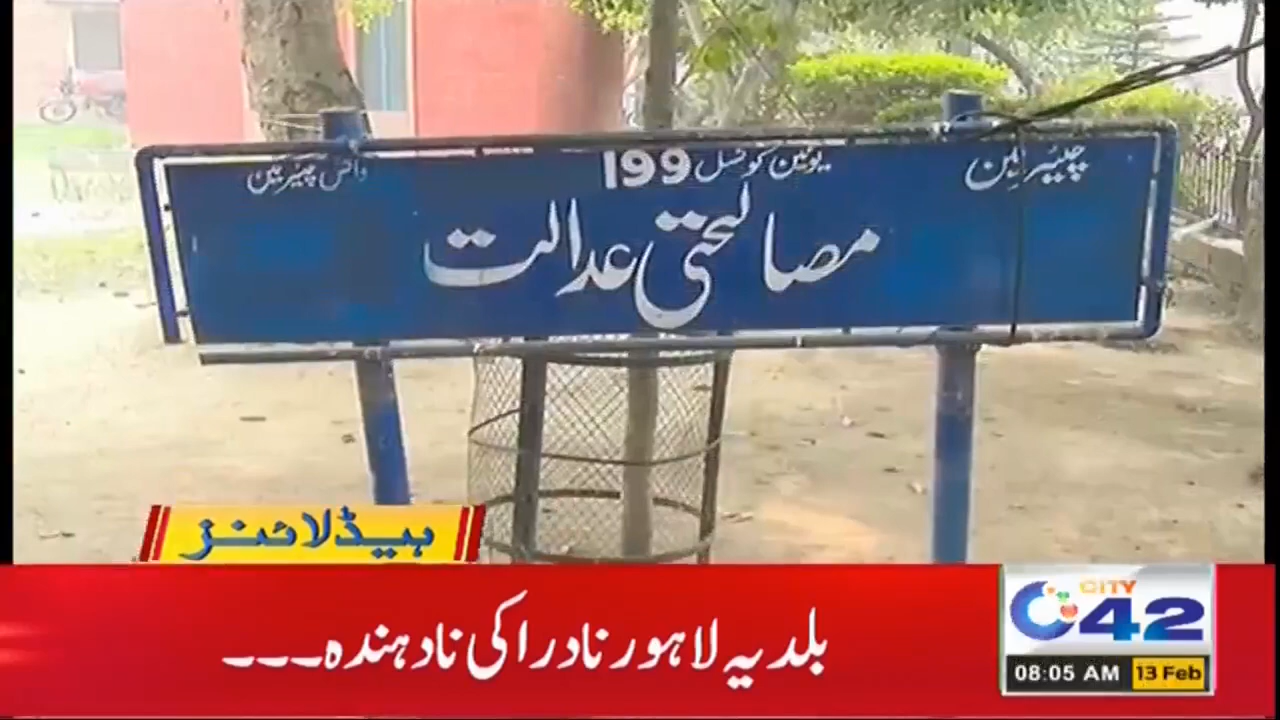 چیئرمین
یونین کونسل 199
وائس چیئرمین
مصالحتی عدالت
ہیڈلائنز
بلدیہ لاہور نادرا کی نادہندہ ۔۔۔
CITY
42
08:05 AM 13 Feb